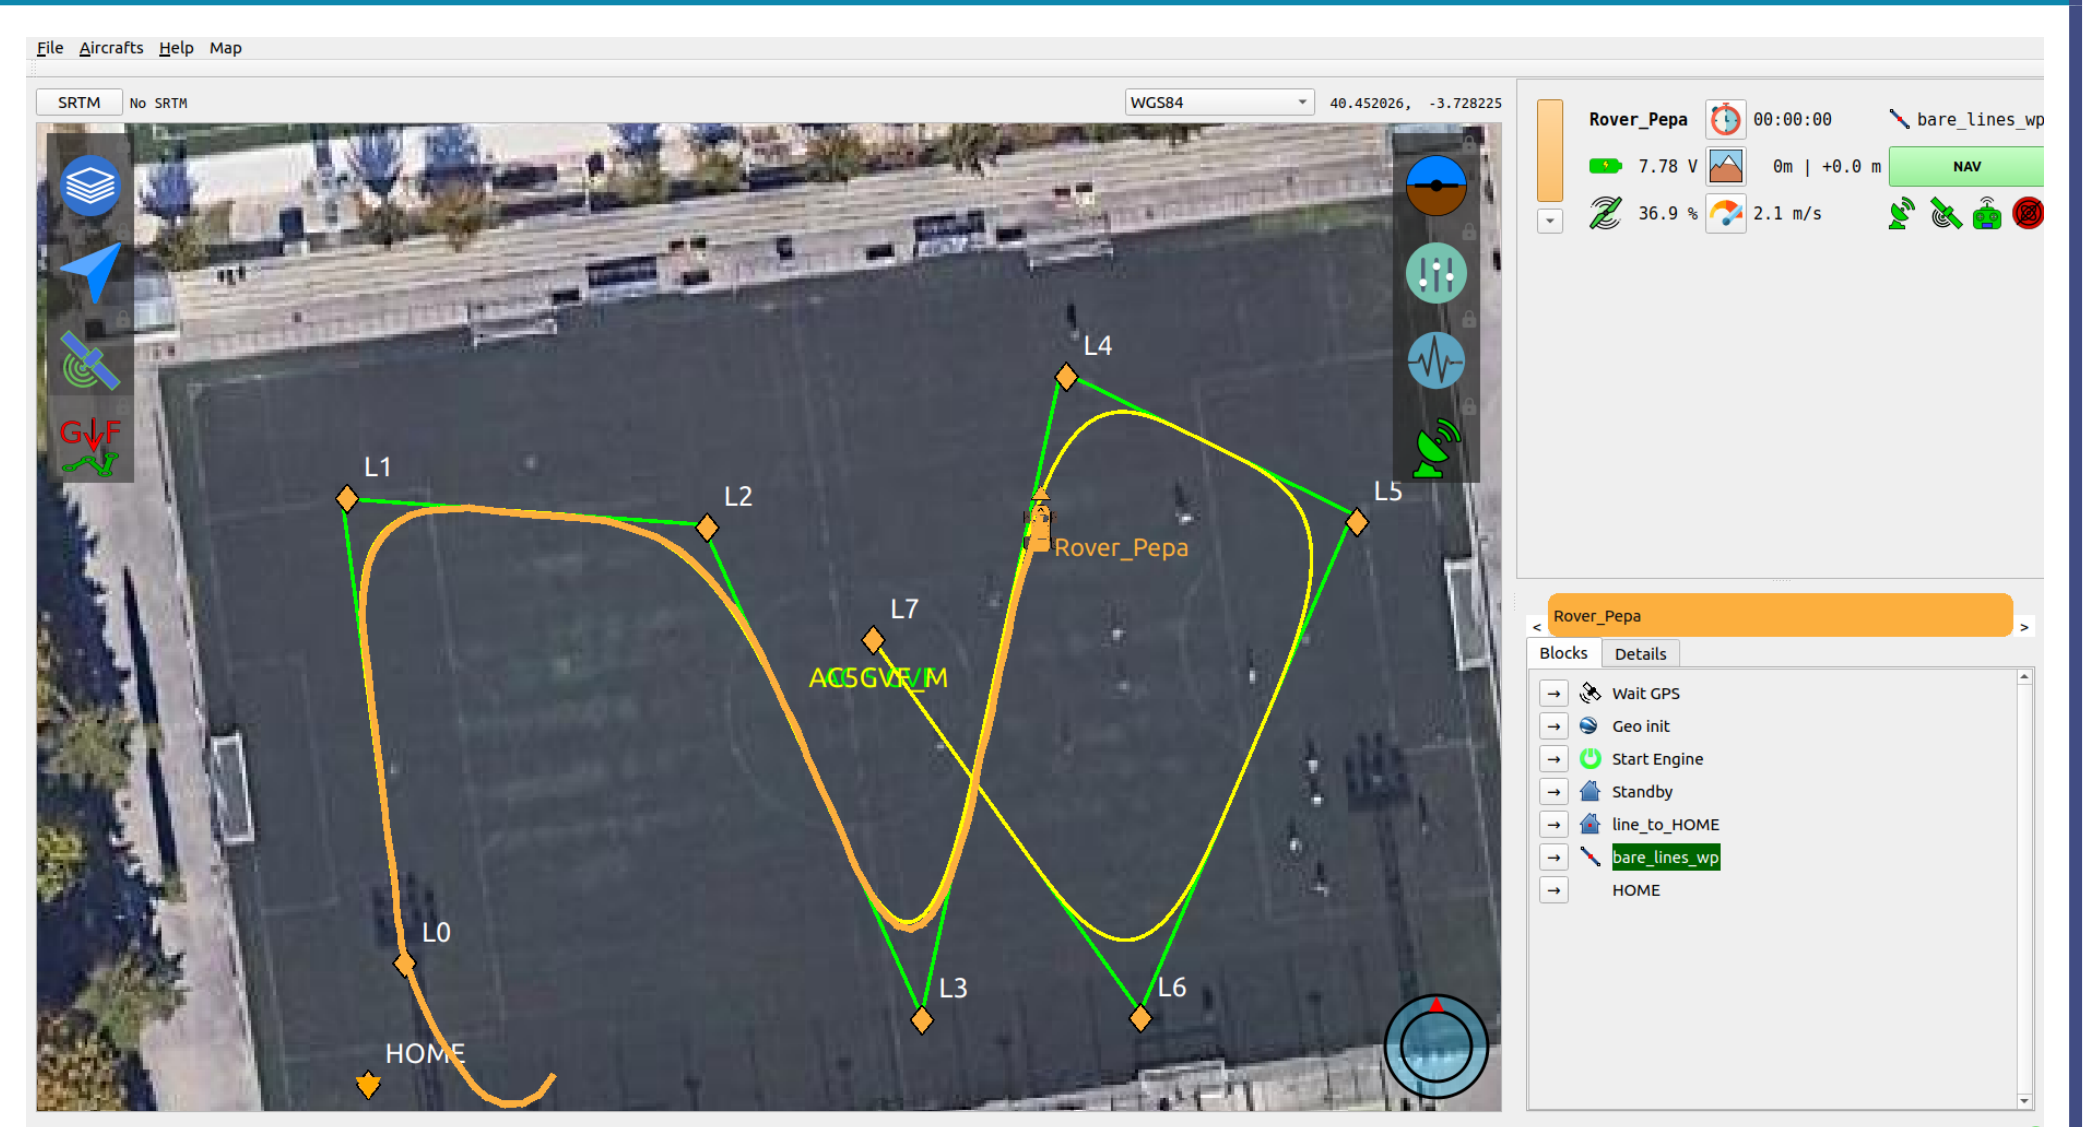 File Aircrafts Help Map
SRTM No SRTM
WGS84 40.452026, -3.728225
G F
L4
L1
L2
L5
Rover_Pepa
L7
L0
L3
L6
HOME
Rover_Pepa 00:00:00 bare_lines_wp
7.78 V 0m | +0.0 m NAV
36.9 % 2.1 m/s
< Rover_Pepa >
Blocks Details
→ Wait GPS
→ Geo init
→ Start Engine
→ Standby
→ line_to_HOME
→ bare_lines_wp
→ HOME